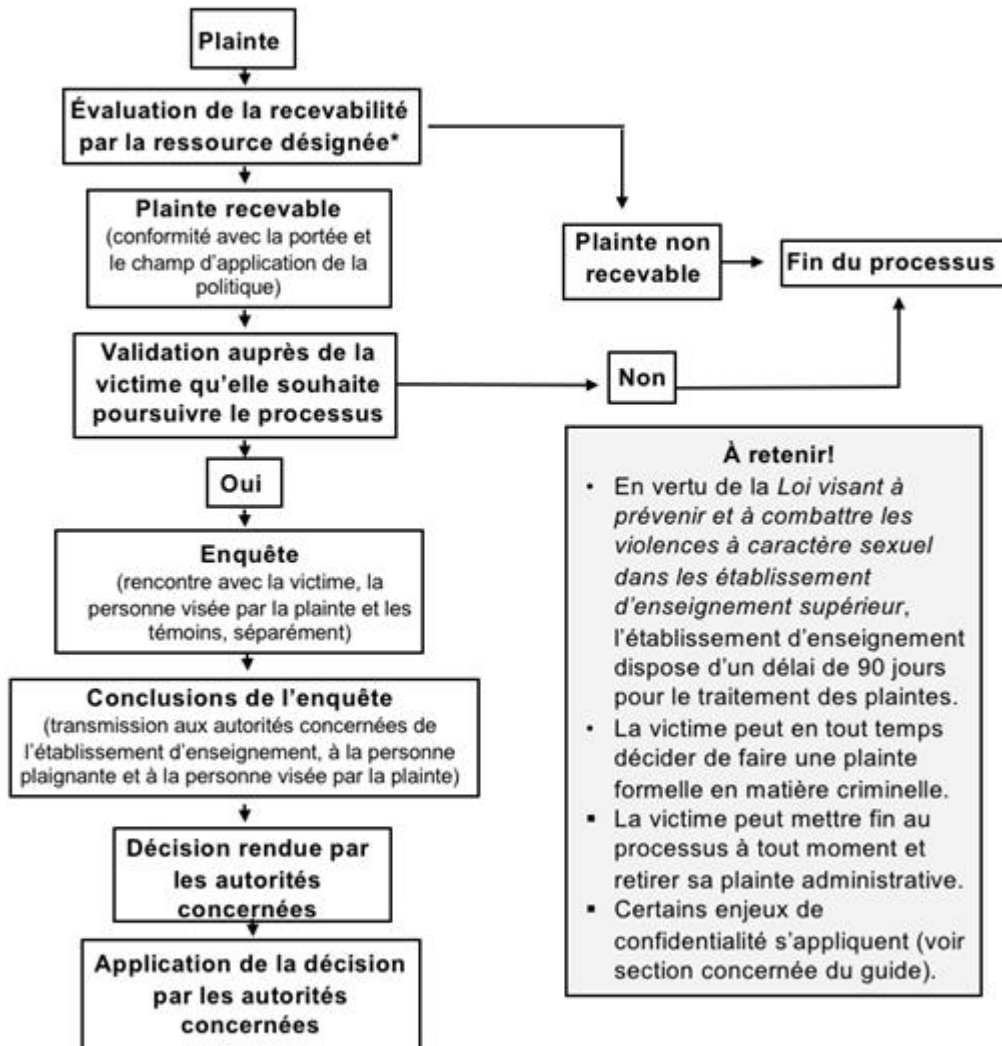 Plainte
Évaluation de la recevabilité
par la ressource désignée*
Plainte recevable
(conformité avec la portée et
le champ d'application de la
politique)
Plainte non
recevable
Fin du processus
Validation auprès de la
victime qu'elle souhaite
poursuivre le processus
Non
Oui
Enquête
(rencontre avec la victime, la
personne visée par la plainte et les
témoins, séparément)
Conclusions de l'enquête
(transmission aux autorités concernées de
l'établissement d'enseignement, à la personne
plaignante et à la personne visée par la plainte)
Décision rendue par
les autorités
concernées
Application de la décision
par les autorités
concernées
À retenir!
• En vertu de la Loi visant à
prévenir et à combattre les
violences à caractère sexuel
dans les établissement
d'enseignement supérieur,
l'établissement d'enseignement
dispose d'un délai de 90 jours
pour le traitement des plaintes.
• La victime peut en tout temps
décider de faire une plainte
formelle en matière criminelle.
▪ La victime peut mettre fin au
processus à tout moment et
retirer sa plainte administrative.
▪ Certains enjeux de
confidentialité s'appliquent (voir
section concernée du guide).